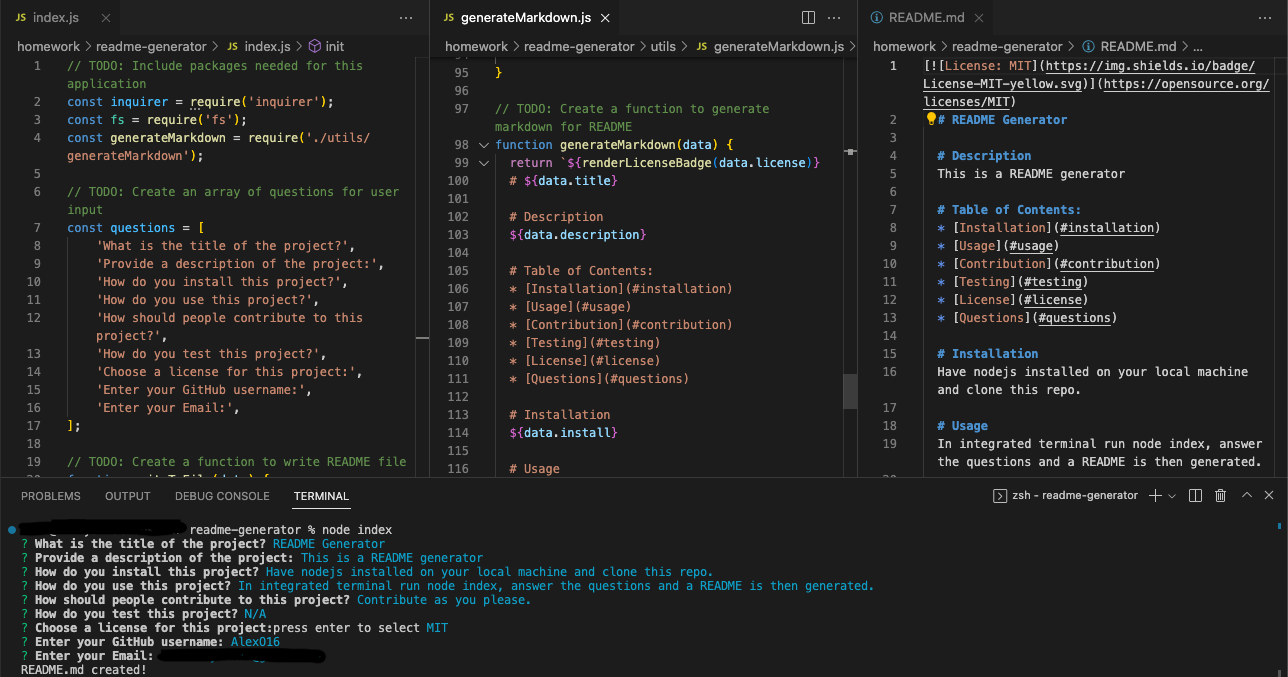 JS index.js
homework > readme-generator > JS index.js > init
1 // TODO: Include packages needed for this
application
2 const inquirer = require('inquirer');
3 const fs = require('fs');
4 const generateMarkdown = require('./utils/
generateMarkdown');
5
6 // TODO: Create an array of questions for user
input
7 const questions = [
8 'What is the title of the project?',
9 'Provide a description of the project:',
10 'How do you install this project?',
11 'How do you use this project?',
12 'How should people contribute to this
project?',
13 'How do you test this project?',
14 'Choose a license for this project:',
15 'Enter your GitHub username:',
16 'Enter your Email:',
17 ];
18
19 // TODO: Create a function to write README file
JS generateMarkdown.js
homework > readme-generator > utils > JS generateMarkdown.js >
95 }
96
97 // TODO: Create a function to generate
markdown for README
98 function generateMarkdown(data) {
99 return `${renderLicenseBadge(data.license)}
100 # ${data.title}
101
102 # Description
103 ${data.description}
104
105 # Table of Contents:
106 * [Installation](#installation)
107 * [Usage](#usage)
108 * [Contribution](#contribution)
109 * [Testing](#testing)
110 * [License](#license)
111 * [Questions](#questions)
112
113 # Installation
114 ${data.install}
115
116 # Usage
README.md
homework > readme-generator > README.md > ...
1 [![License: MIT](https://img.shields.io/badge/
License-MIT-yellow.svg)](https://opensource.org/
licenses/MIT)
2 # README Generator
3
4 # Description
5 This is a README generator
6
7 # Table of Contents:
8 * [Installation](#installation)
9 * [Usage](#usage)
10 * [Contribution](#contribution)
11 * [Testing](#testing)
12 * [License](#license)
13 * [Questions](#questions)
14
15 # Installation
16 Have nodejs installed on your local machine
and clone this repo.
17
18 # Usage
19 In integrated terminal run node index, answer
the questions and a README is then generated.
PROBLEMS OUTPUT DEBUG CONSOLE TERMINAL
zsh - readme-generator
readme-generator % node index
? What is the title of the project? README Generator
? Provide a description of the project: This is a README generator
? How do you install this project? Have nodejs installed on your local machine and clone this repo.
? How do you use this project? In integrated terminal run node index, answer the questions and a README is then generated.
? How should people contribute to this project? Contribute as you please.
? How do you test this project? N/A
? Choose a license for this project:press enter to select MIT
? Enter your GitHub username: AlexO16
? Enter your Email:
README.md created!